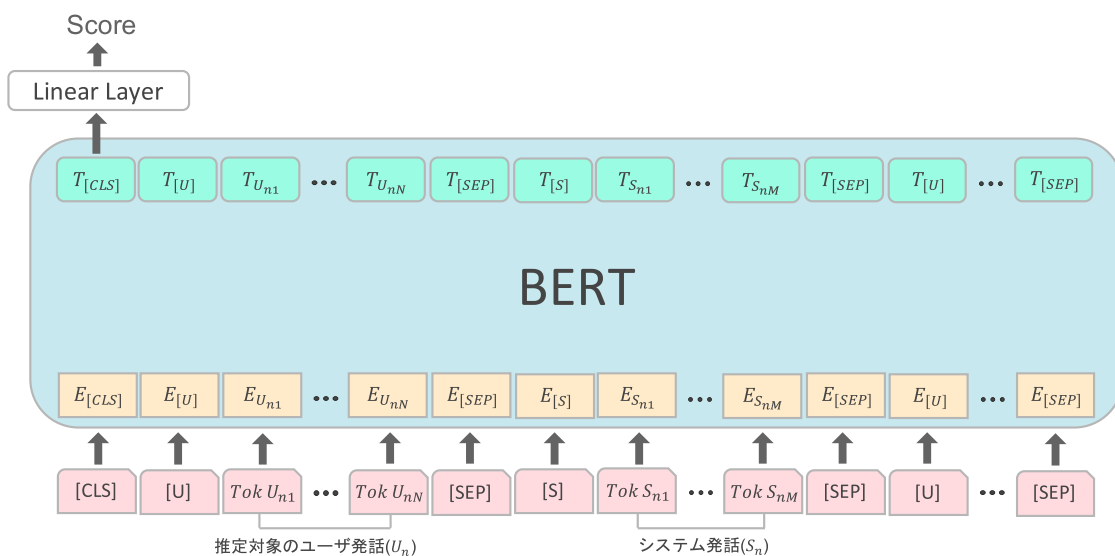 Score
Linear Layer
T[CLS] T[U] TUn1 ••• TUnN T[SEP] T[S] TSn1 ••• TSnM T[SEP] T[U] ••• T[SEP]
BERT
E[CLS] E[U] EUn1 ••• EUnN E[SEP] E[S] ESn1 ••• ESnM E[SEP] E[U] ••• E[SEP]
[CLS] [U] Tok Un1 ••• Tok UnN [SEP] [S] Tok Sn1 ••• Tok SnM [SEP] [U] ••• [SEP]
推定対象のユーザ発話(Un) システム発話(Sn)